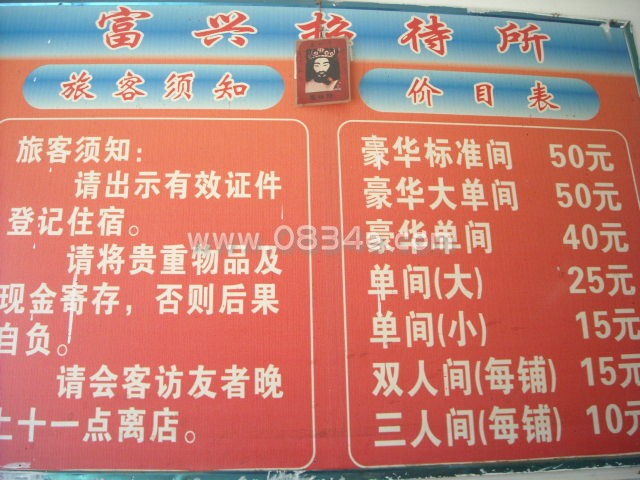 富兴招待所
旅客须知
价目表
旅客须知：
请出示有效证件
登记住宿。
请将贵重物品及
现金寄存，否则后果
自负。
请会客访友者晚
上十一点离店。
豪华标准间 50元
豪华大单间 50元
豪华单间 40元
单间(大) 25元
单间(小) 15元
双人间(每铺) 15元
三人间(每铺) 10元
www.0834a.com